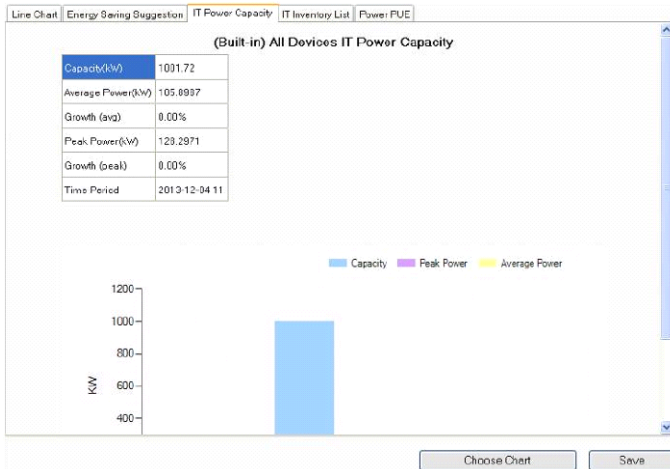 Line Chart Energy Saving Suggestion IT Power Capacity IT Inventory List Power PUE
(Built-in) All Devices IT Power Capacity
Capacity(kW) 1001.72
Average Power(kW) 105.8987
Growth (avg) 0.00%
Peak Power(kW) 128.2971
Growth (peak) 0.00%
Time Period 2013-12-04 11
Capacity Peak Power Average Power
1200
1000
800
KW
600
400
Choose Chart Save